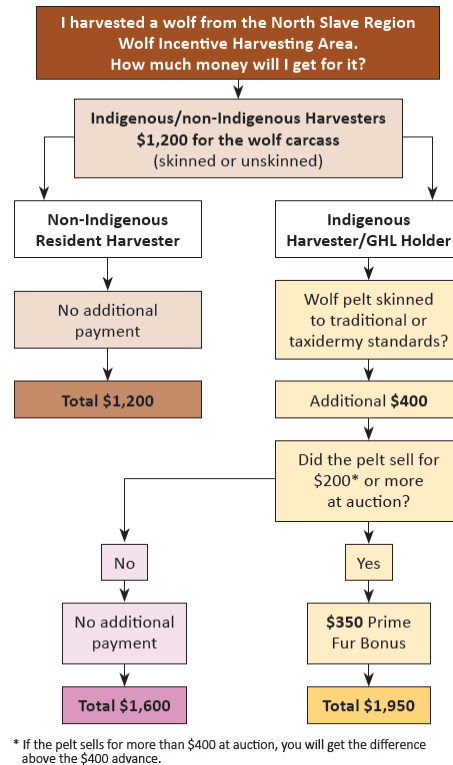 I harvested a wolf from the North Slave Region
Wolf Incentive Harvesting Area.
How much money will I get for it?
Indigenous/non-Indigenous Harvesters
$1,200 for the wolf carcass
(skinned or unskinned)
Non-Indigenous
Resident Harvester
No additional
payment
Total $1,200
Indigenous
Harvester/GHL Holder
Wolf pelt skinned
to traditional or
taxidermy standards?
Additional $400
Did the pelt sell for
$200* or more
at auction?
No
No additional
payment
Total $1,600
Yes
$350 Prime
Fur Bonus
Total $1,950
* If the pelt sells for more than $400 at auction, you will get the difference
above the $400 advance.